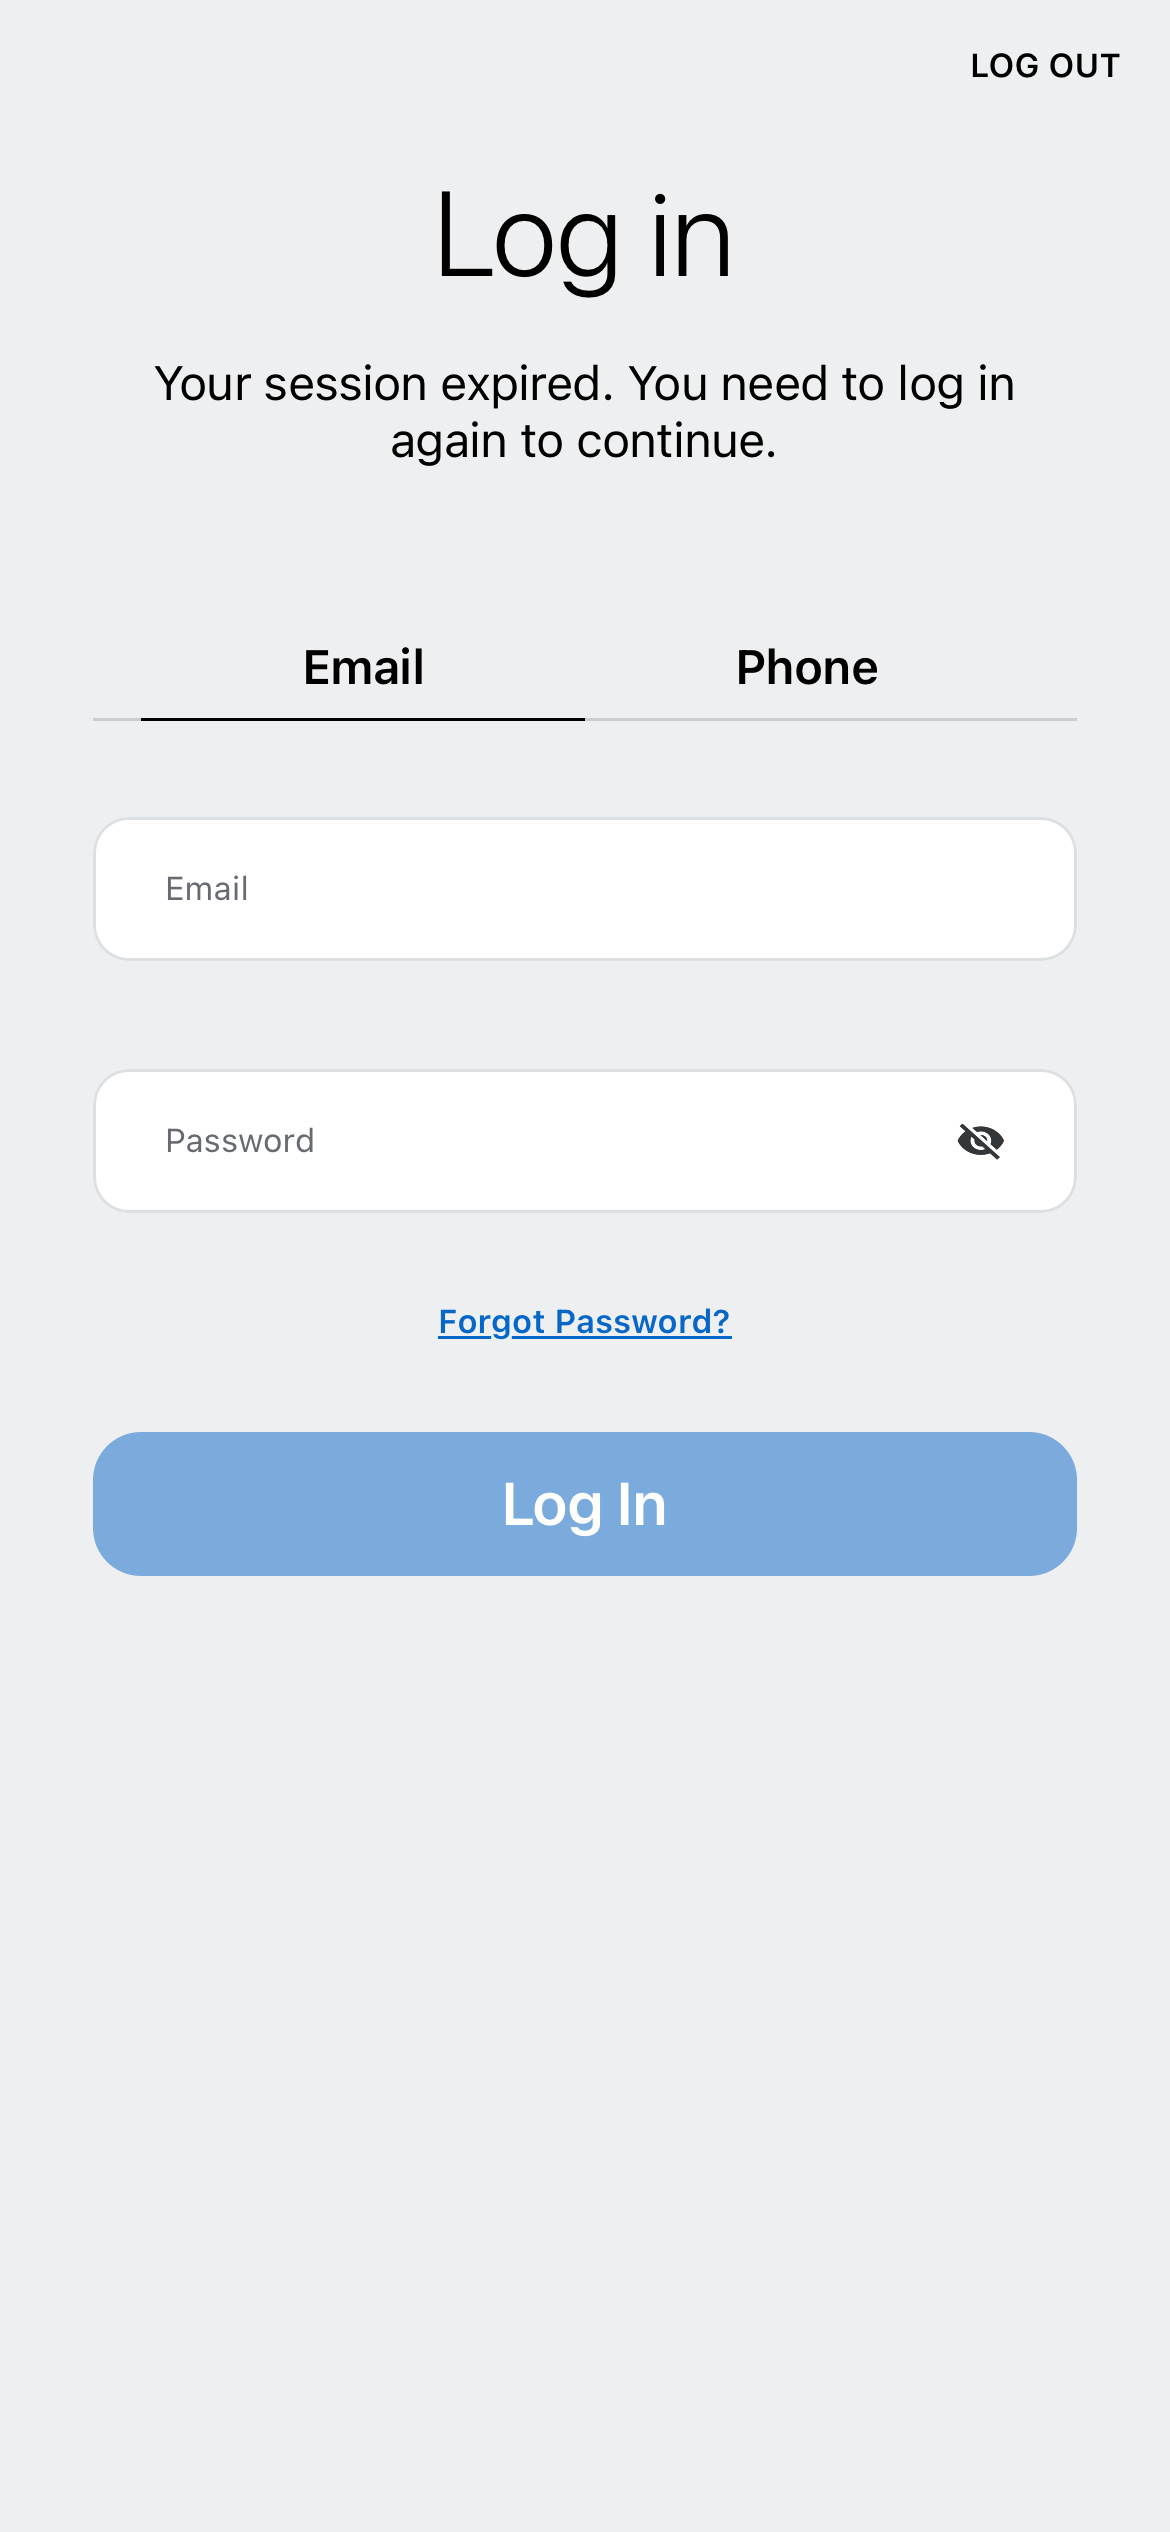 LOG OUT
Log in
Your session expired. You need to log in
again to continue.
Email
Phone
Email
Password
Forgot Password?
Log In